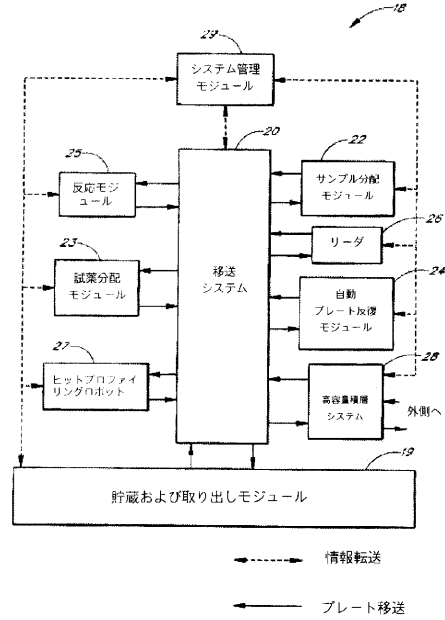 18
29
システム管理
モジュール
20
25
反応モジ
ュール
22
サンプル分配
モジュール
26
リーダ
23
試薬分配
モジュール
移送
システム
24
自動
プレート反復
モジュール
27
ヒットプロファイ
リングロボット
28
高容量積層
システム
外側へ
19
貯蔵および取り出しモジュール
情報転送
プレート移送